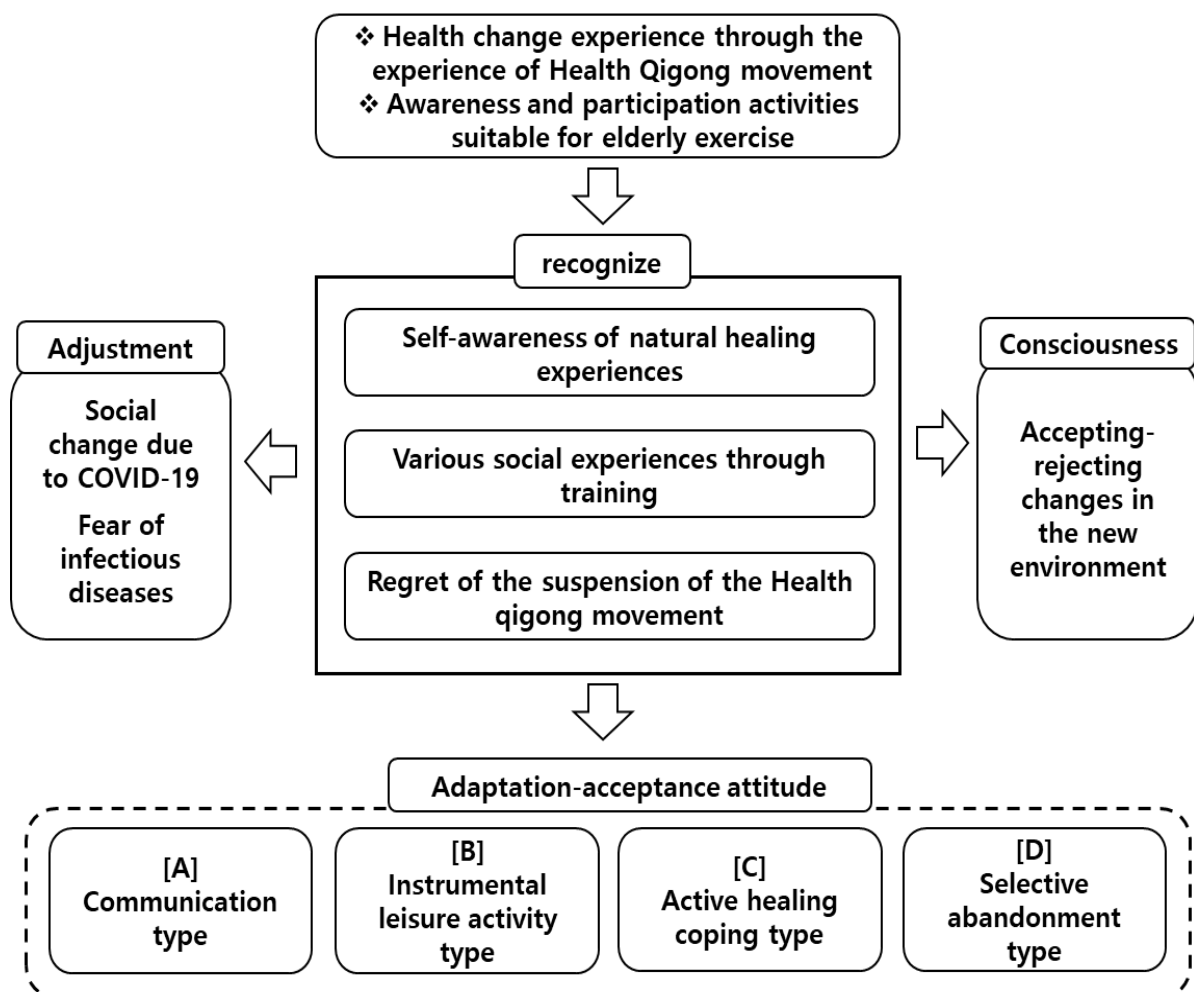 ❖ Health change experience through the
experience of Health Qigong movement
❖ Awareness and participation activities
suitable for elderly exercise
recognize
Self-awareness of natural healing
experiences
Various social experiences through
training
Regret of the suspension of the Health
qigong movement
Adjustment
Social
change due
to COVID-19
Fear of
infectious
diseases
Consciousness
Accepting-
rejecting
changes in
the new
environment
Adaptation-acceptance attitude
[A]
Communication
type
[B]
Instrumental
leisure activity
type
[C]
Active healing
coping type
[D]
Selective
abandonment
type